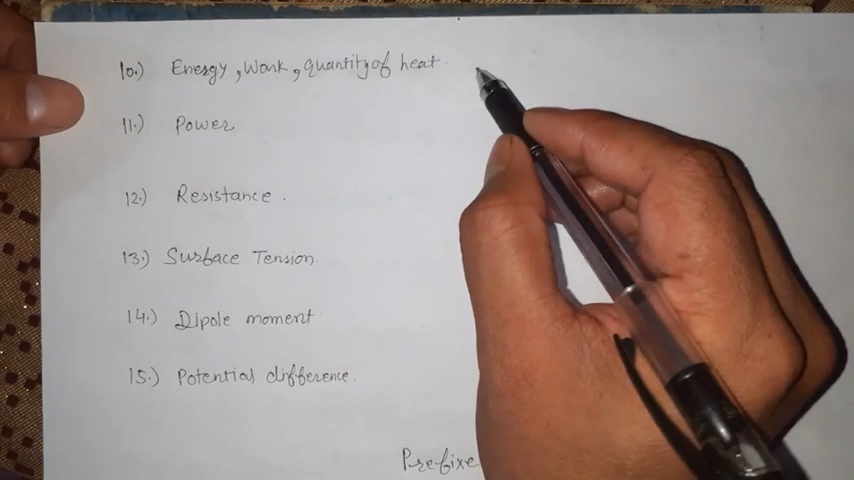 10.) Energy, Work, quantity of heat.
11.) Power
12.) Resistance.
13.) Surface Tension.
14.) Dipole moment
15.) Potential difference.
Prefixe